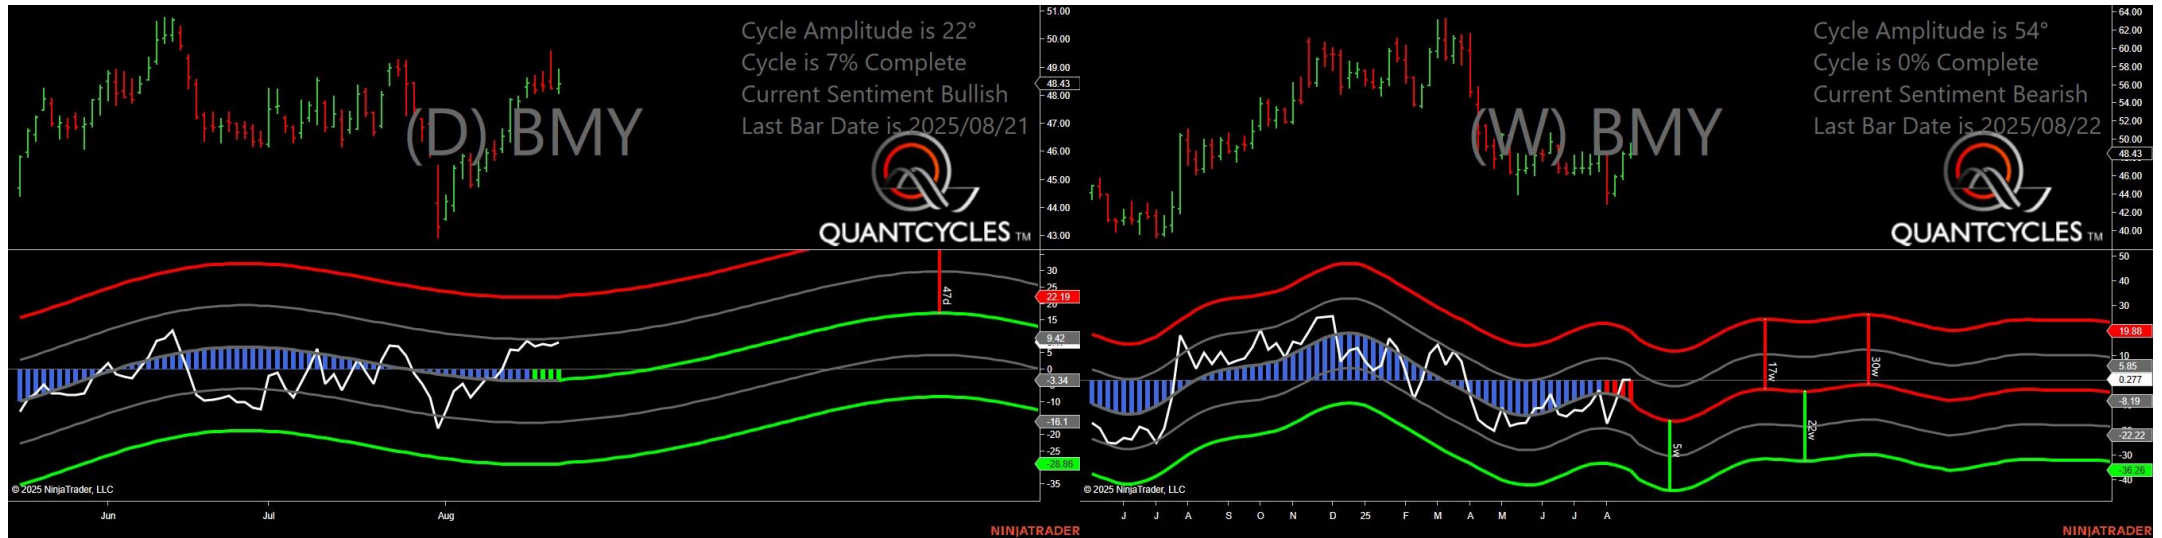 Cycle Amplitude is 22°
Cycle is 7% Complete
Current Sentiment Bullish
Last Bar Date is 2025/08/21
(D) BMY
QUANTCYCLES TM
51.00
50.00
49.00
48.43
48.00
47.00
46.00
45.00
44.00
43.00
47d
30
25
22.19
15
9.42
5
0
-3.34
-10
-16.1
-20
-25
-28.86
-35
© 2025 NinjaTrader, LLC
Jun
Jul
Aug
NINJATRADER
Cycle Amplitude is 54°
Cycle is 0% Complete
Current Sentiment Bearish
Last Bar Date is 2025/08/22
(W) BMY
QUANTCYCLES TM
64.00
62.00
60.00
58.00
56.00
54.00
52.00
50.00
48.43
46.00
44.00
42.00
40.00
5w
17w
22w
30w
50
40
30
19.88
10
5.85
0.277
-8.19
-22.22
-30
-36.26
-40
© 2025 NinjaTrader, LLC
J J A S O N D 25 F M A M J J A
NINJATRADER